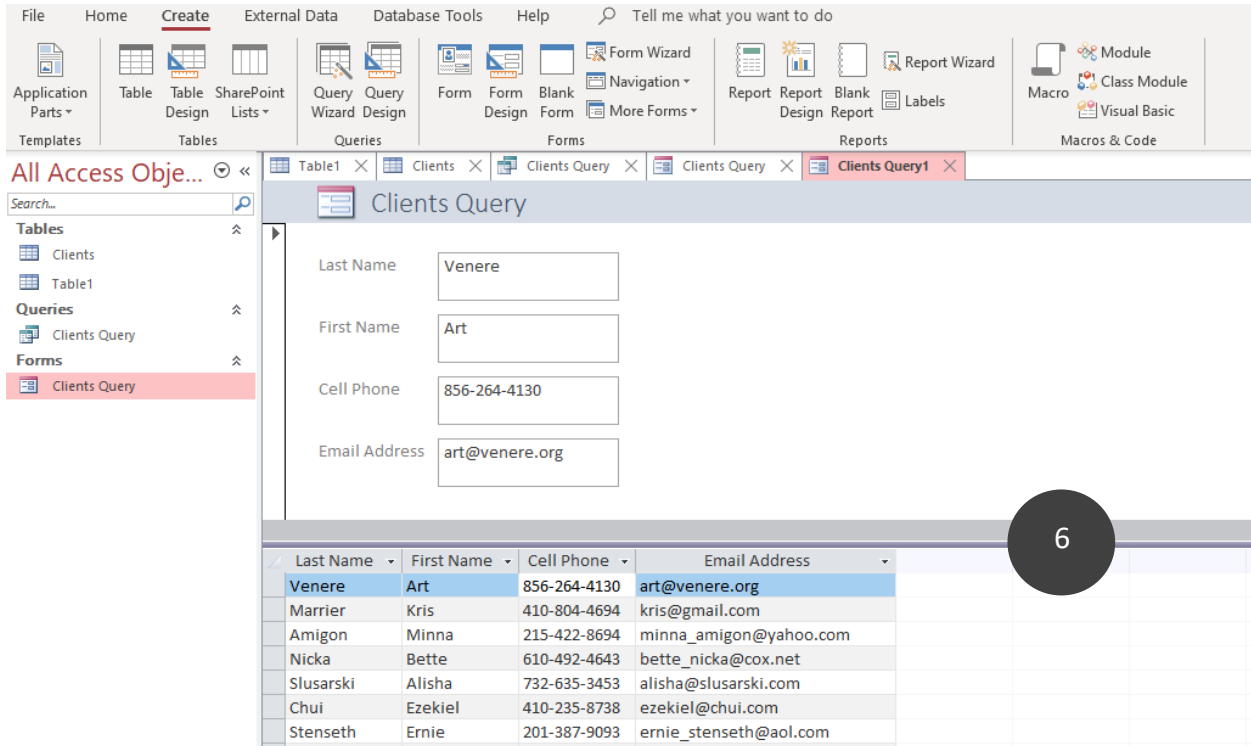 File Home Create External Data Database Tools Help Tell me what you want to do
Application Parts Table Table Design SharePoint Lists Query Wizard Query Design Form Form Design Blank Form Form Wizard Navigation More Forms Report Report Design Blank Report Report Wizard Labels Macro Module Class Module Visual Basic
Templates Tables Queries Forms Reports Macros & Code
All Access Obje... «
Search...
Tables
Clients
Table1
Queries
Clients Query
Forms
Clients Query
Table1 Clients Clients Query Clients Query Clients Query1
Clients Query
Last Name Venere
First Name Art
Cell Phone 856-264-4130
Email Address art@venere.org
6
Last Name First Name Cell Phone Email Address
Venere Art 856-264-4130 art@venere.org
Marrier Kris 410-804-4694 kris@gmail.com
Amigon Minna 215-422-8694 minna_amigon@yahoo.com
Nicka Bette 610-492-4643 bette_nicka@cox.net
Slusarski Alisha 732-635-3453 alisha@slusarski.com
Chui Ezekiel 410-235-8738 ezekiel@chui.com
Stenseth Ernie 201-387-9093 ernie_stenseth@aol.com